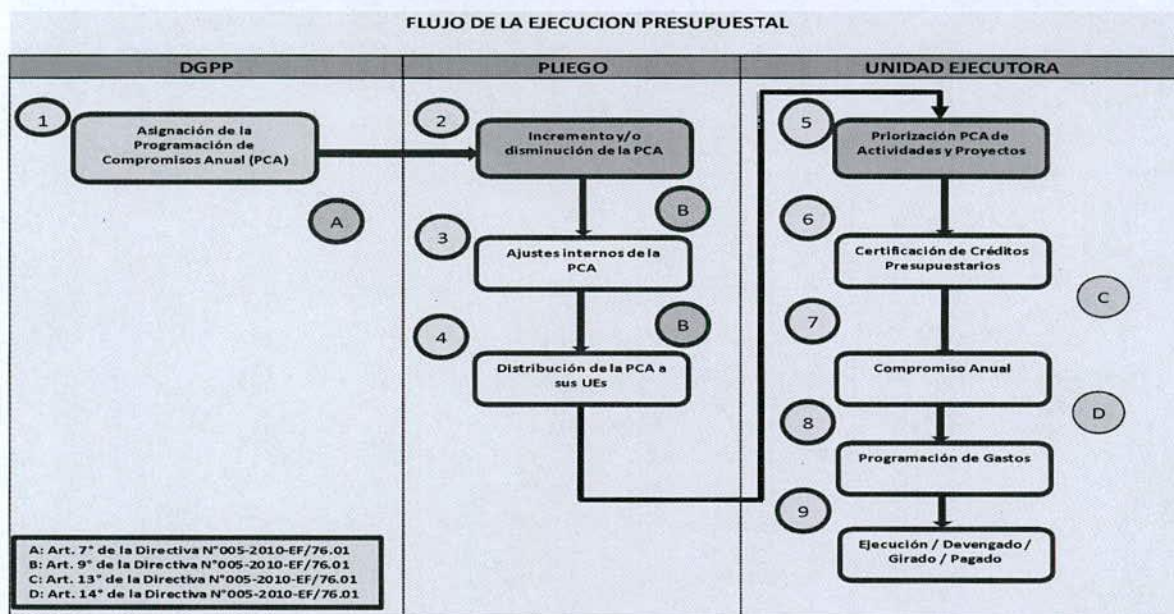 FLUJO DE LA EJECUCION PRESUPUESTAL
DGPP
PLIEGO
UNIDAD EJECUTORA
1
Asignación de la
Programación de
Compromisos Anual (PCA)
A
2
Incremento y/o
disminución de la PCA
B
3
Ajustes internos de la
PCA
B
4
Distribución de la PCA a
sus UEs
5
Priorización PCA de
Actividades y Proyectos
6
Certificación de Créditos
Presupuestarios
C
7
Compromiso Anual
D
8
Programación de Gastos
9
Ejecución / Devengado /
Girado / Pagado
A: Art. 7° de la Directiva N°005-2010-EF/76.01
B: Art. 9° de la Directiva N°005-2010-EF/76.01
C: Art. 13° de la Directiva N°005-2010-EF/76.01
D: Art. 14° de la Directiva N°005-2010-EF/76.01